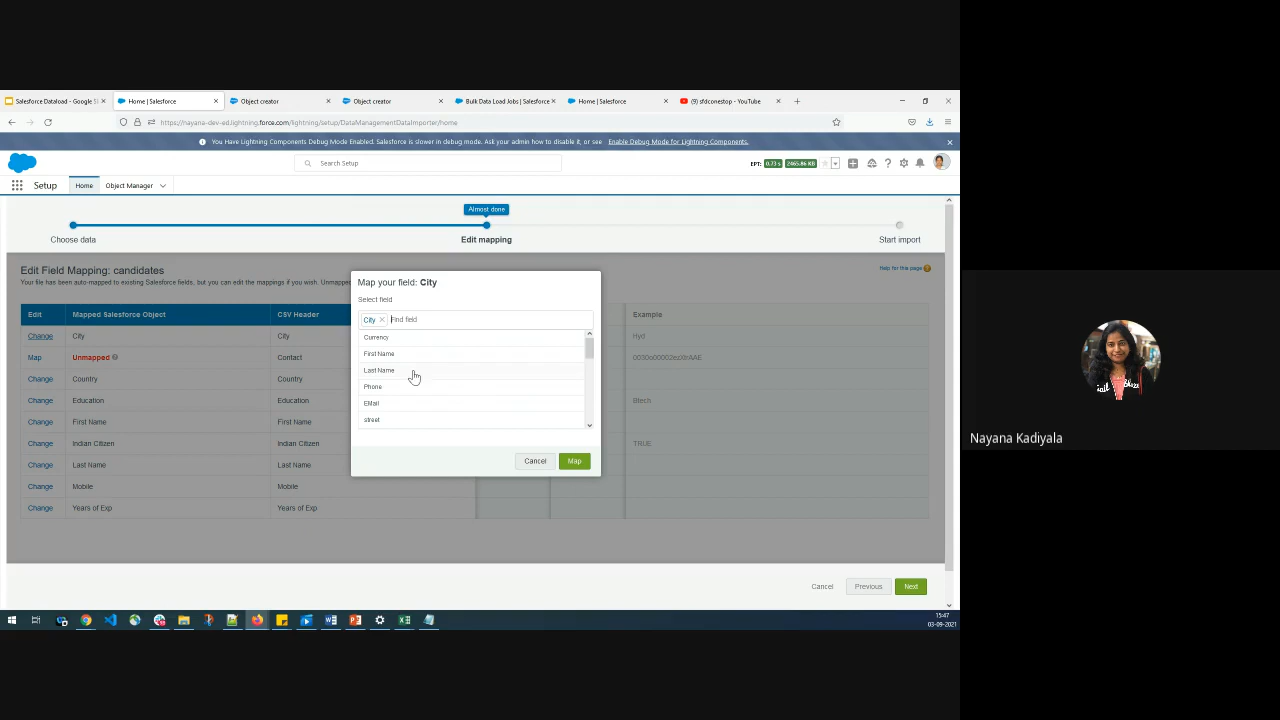 Salesforce Dataload - Google Sl
Home | Salesforce
Object creator
Object creator
Bulk Data Load Jobs | Salesforce
Home | Salesforce
(9) sfdconestop - YouTube
https://nayana-dev-ed.lightning.force.com/lightning/setup/DataManagementDataImporter/home
You Have Lightning Components Debug Mode Enabled. Salesforce is slower in debug mode. Ask your admin how to disable it, or see Enable Debug Mode for Lightning Components.
Search Setup
EPT: 0.73 s 2465.86 KB
Setup
Home
Object Manager
Almost done
Choose data
Edit mapping
Start import
Edit Field Mapping: candidates
Help for this page
Your file has been auto-mapped to existing Salesforce fields, but you can edit the mappings if you wish. Unmapped
Edit Mapped Salesforce Object CSV Header Example
Change City City Hyd
Map Unmapped Contact
Change Country Country
Change Education Education Btech
Change First Name First Name
Change Indian Citizen Indian Citizen TRUE
Change Last Name Last Name
Change Mobile Mobile
Change Years of Exp Years of Exp
Map your field: City
Select field
City Find field
Currency
First Name
Last Name
Phone
EMail
street
Cancel
Map
Cancel
Previous
Next
15:47
03-09-2021
Nayana Kadiyala